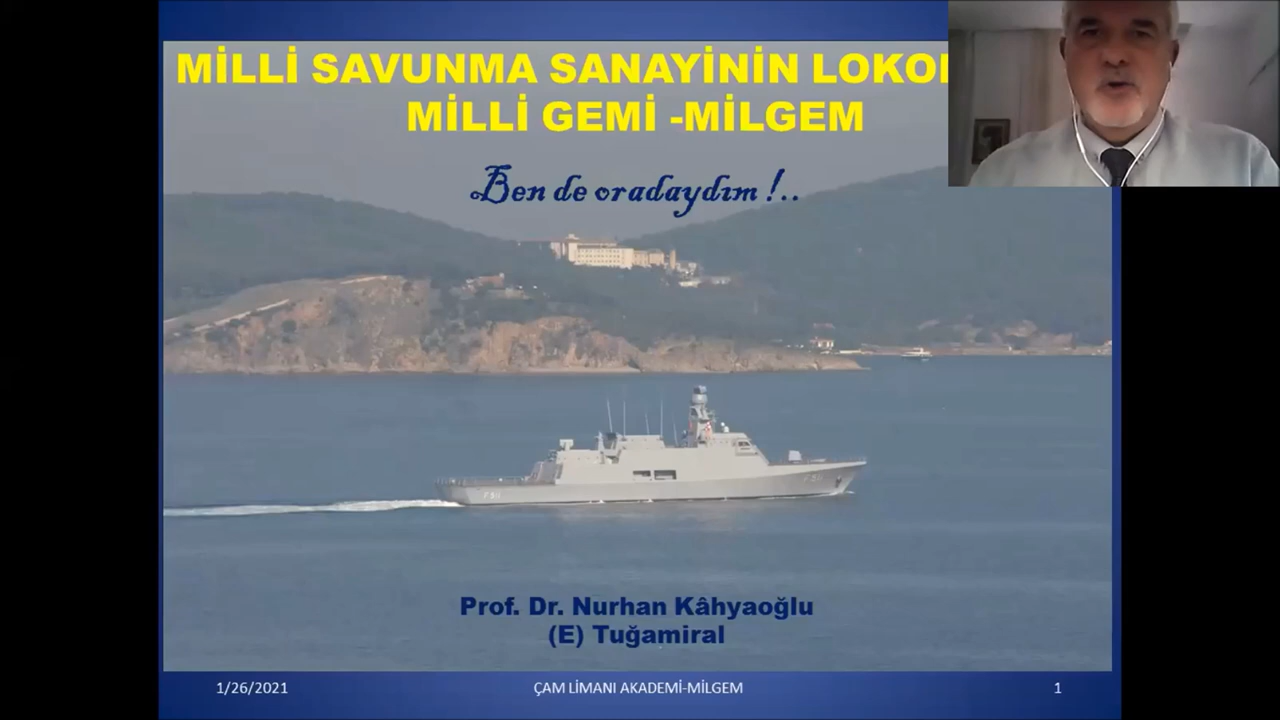 MİLLİ SAVUNMA SANAYİNİN
MİLLİ GEMİ -MİLGEM
Ben de oradaydım !..
Prof. Dr. Nurhan Kâhyaoğlu
(E) Tuğamiral
1/26/2021
ÇAM LİMANI AKADEMİ-MİLGEM
1